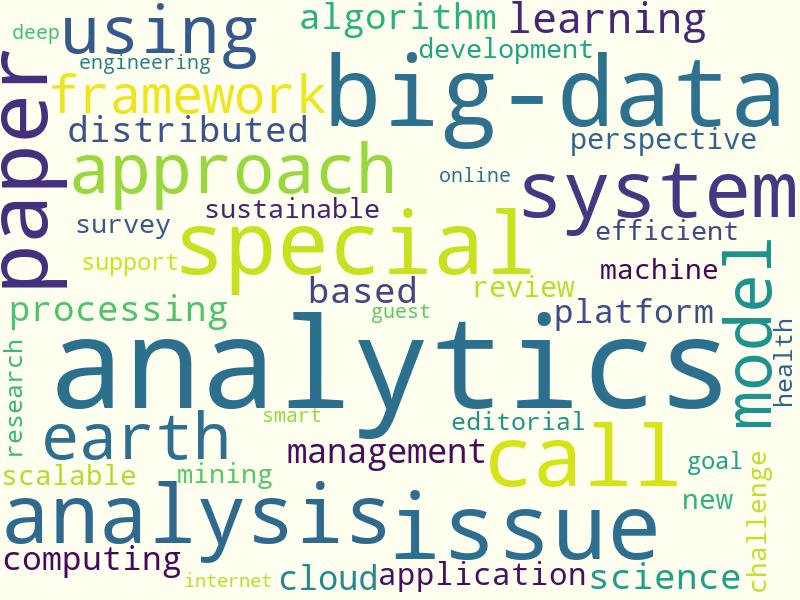 deep
using
algorithm
learning
engineering
development
paper
framework
big-data
distributed
perspective
approach
online
system
sustainable
survey
special
efficient
support
machine
based
review
model
processing
guest
platform
health
analytics
research
smart
editorial
earth
management
call
goal
scalable
mining
new
challenge
analysis
issue
computing
internet
cloud
application
science